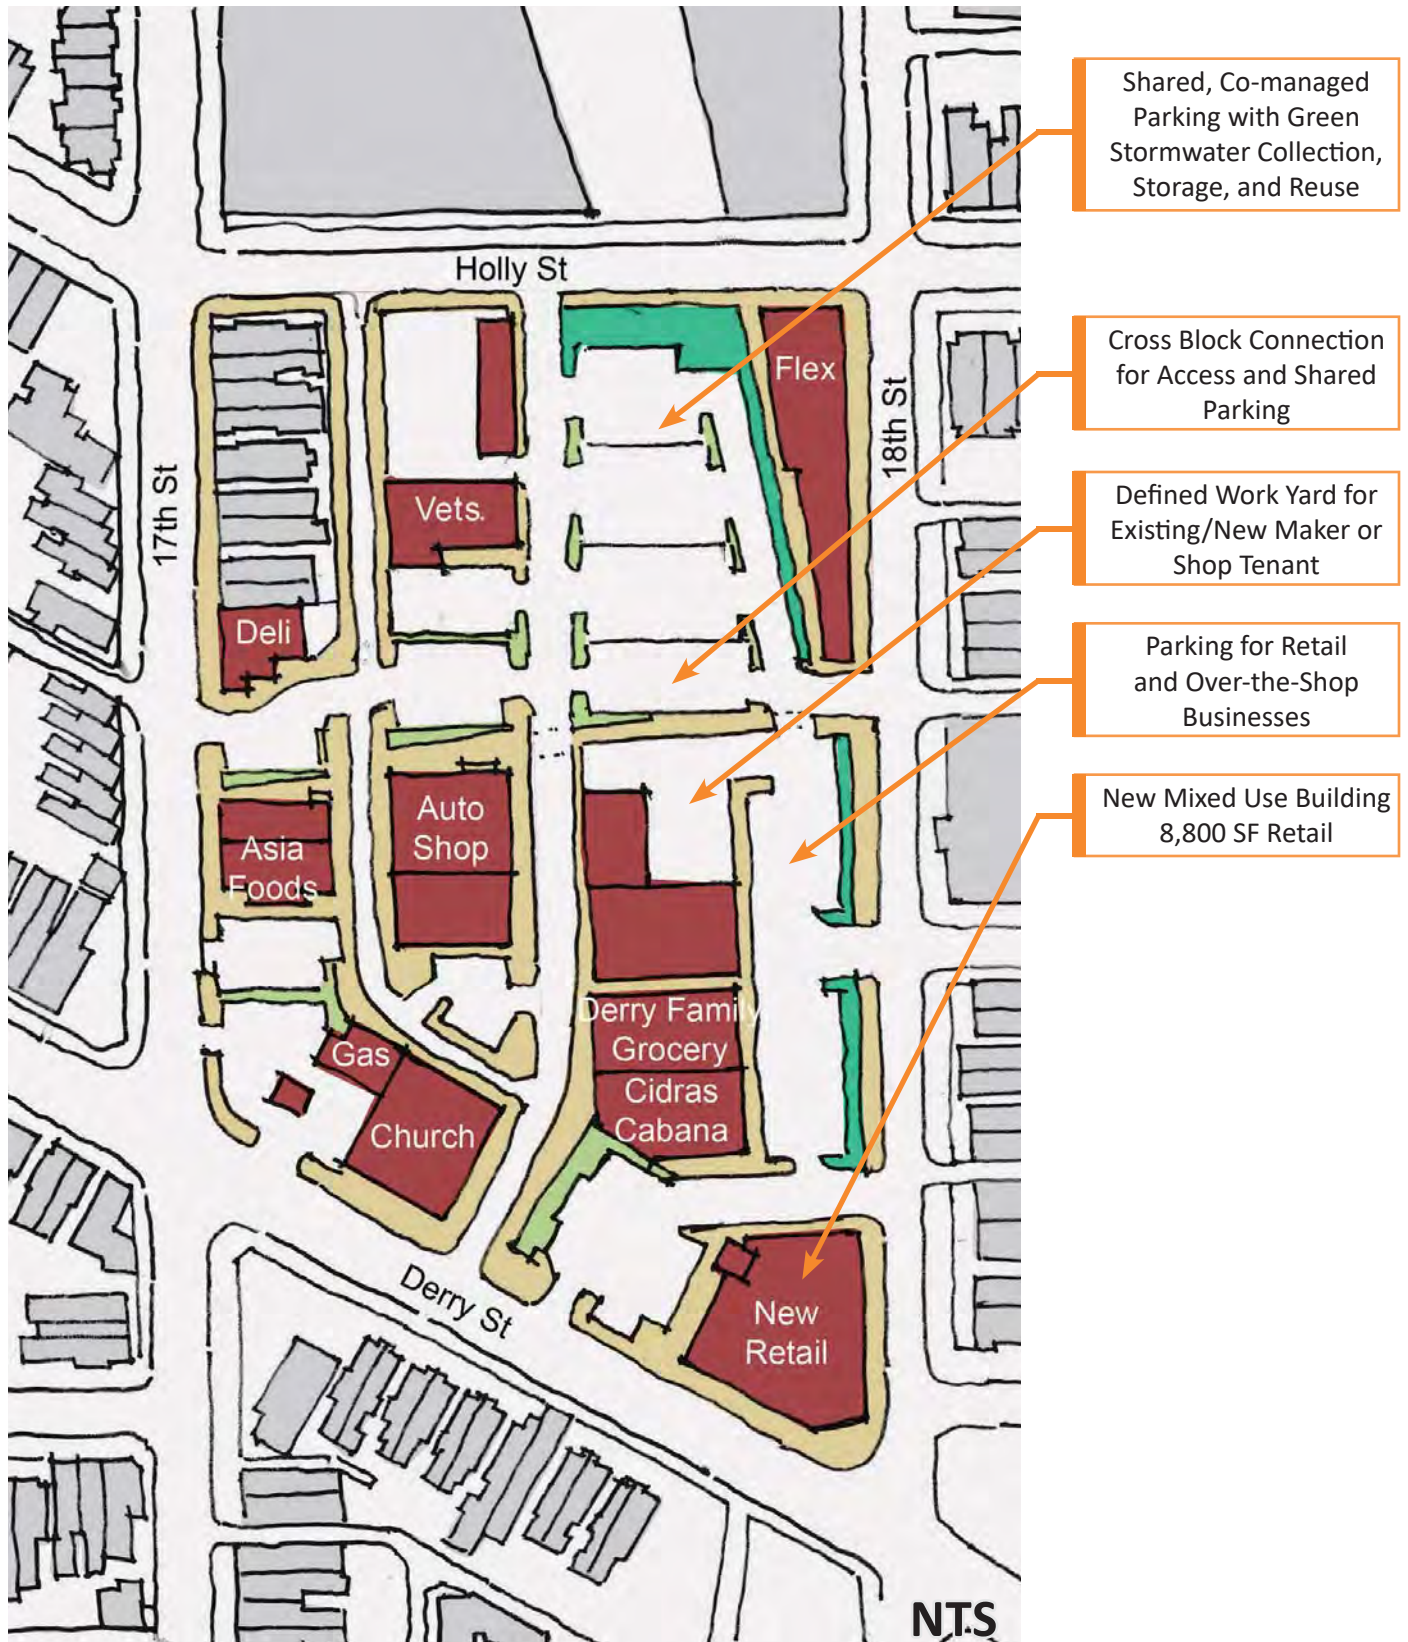 Shared, Co-managed
Parking with Green
Stormwater Collection,
Storage, and Reuse
Holly St
Cross Block Connection
for Access and Shared
Parking
Flex
18th St
17th St
Vets.
Defined Work Yard for
Existing/New Maker or
Shop Tenant
Deli
Parking for Retail
and Over-the-Shop
Businesses
Auto
Shop
Asia
Foods
New Mixed Use Building
8,800 SF Retail
Derry Family
Grocery
Gas
Cidras
Cabana
Church
Derry St
New
Retail
NTS